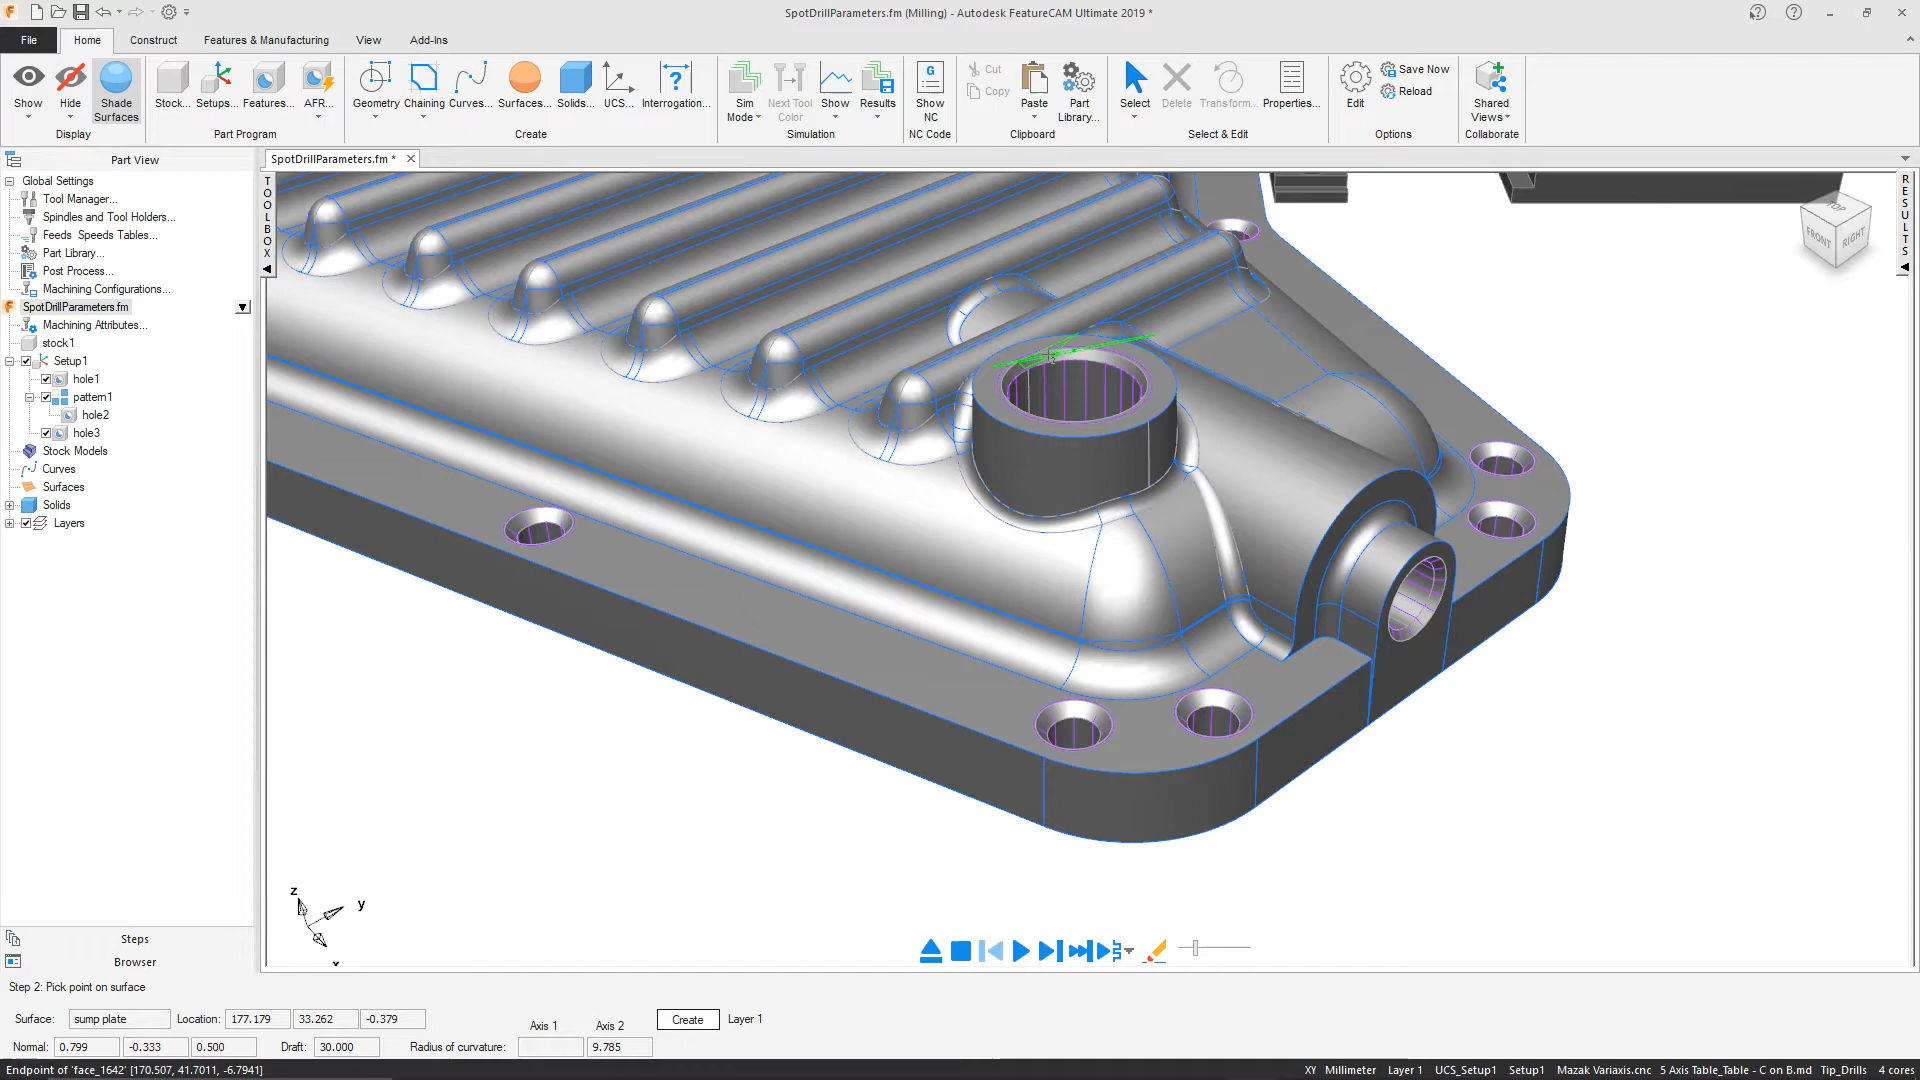 SpotDrillParameters.fm (Milling) - Autodesk FeatureCAM Ultimate 2019 *
File Home Construct Features & Manufacturing View Add-Ins
Show Hide Shade Surfaces
Stock... Setups... Features... AFR...
Geometry Chaining Curves... Surfaces... Solids... UCS... Interrogation...
Sim Mode Next Tool Color Show Results
Show NC
Cut
Copy
Paste Part Library...
Select Delete Transform... Properties...
Edit Save Now
Reload
Shared Views
Display Part Program Create Simulation NC Code Clipboard Select & Edit Options Collaborate
Part View
SpotDrillParameters.fm *
Global Settings
Tool Manager...
Spindles and Tool Holders...
Feeds Speeds Tables...
Part Library...
Post Process...
Machining Configurations...
SpotDrillParameters.fm
Machining Attributes...
stock1
Setup1
hole1
pattern1
hole2
hole3
Stock Models
Curves
Surfaces
Solids
Layers
TOOLBOX
RESULTS
TOP
FRONT RIGHT
z
y
x
Steps
Browser
Step 2: Pick point on surface
Surface: sump plate Location: 177.179 33.262 -0.379 Axis 1 Axis 2 Create Layer 1
Normal: 0.799 -0.333 0.500 Draft: 30.000 Radius of curvature: 9.785
Endpoint of 'face_1642' [170.507, 41.7011, -6.7941] XY Millimeter Layer 1 UCS_Setup1 Setup1 Mazak Variaxis.cnc 5 Axis Table_Table - C on B.md Tip_Drills 4 cores